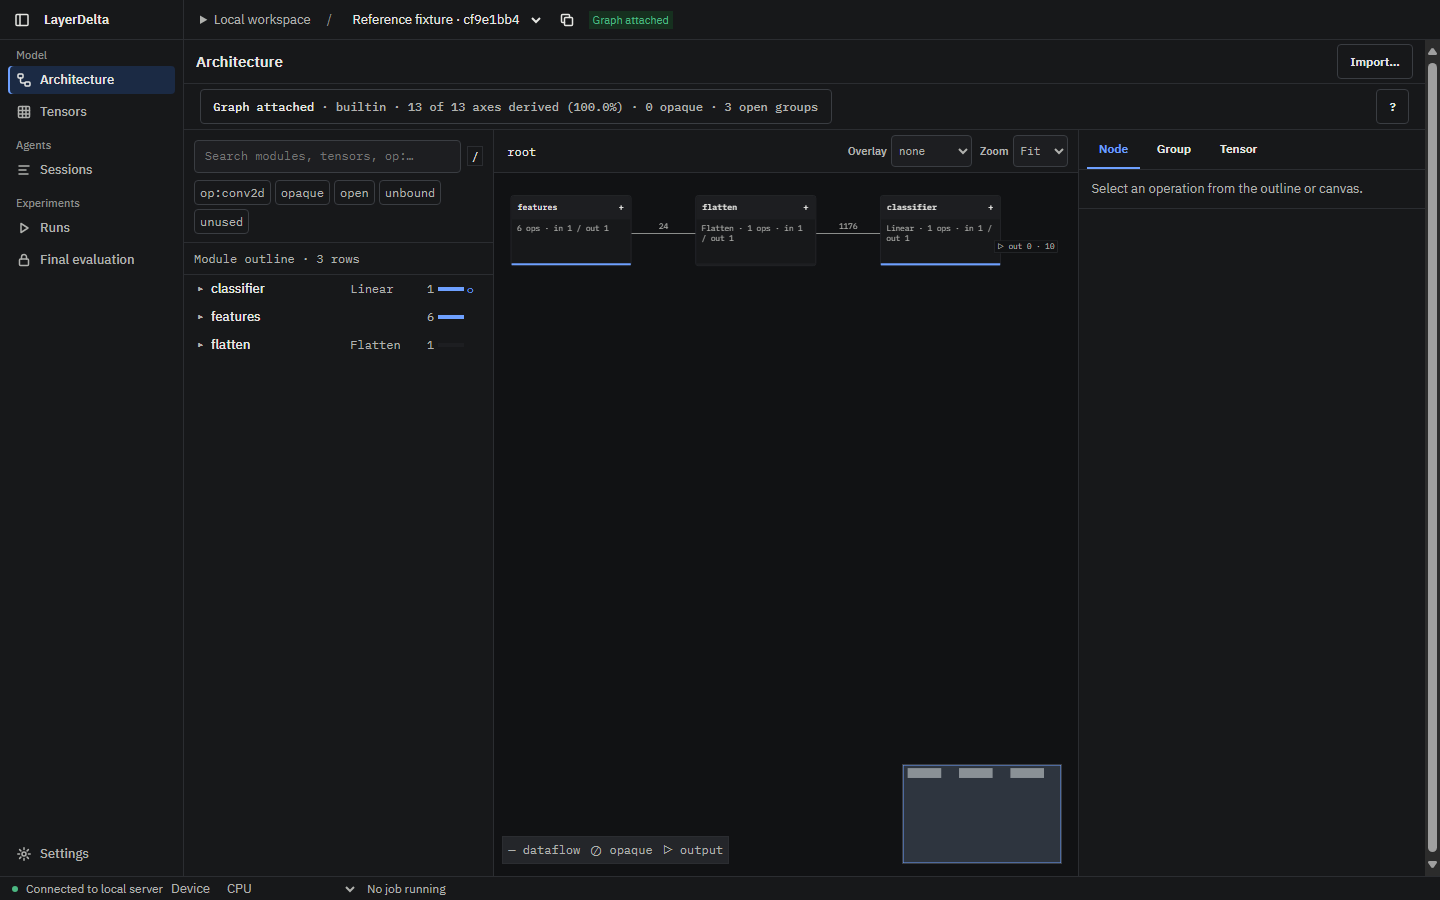 LayerDelta
Local workspace / Reference fixture · cf9e1bb4 Graph attached
Model
Architecture
Tensors
Agents
Sessions
Experiments
Runs
Final evaluation
Settings
Architecture
Import...
Graph attached · builtin · 13 of 13 axes derived (100.0%) · 0 opaque · 3 open groups
?
Search modules, tensors, op:…
/
op:conv2d opaque open unbound
unused
Module outline · 3 rows
classifier Linear 1
features 6
flatten Flatten 1
root
Overlay none Zoom Fit
features +
6 ops · in 1 / out 1
24
flatten +
Flatten · 1 ops · in 1
/ out 1
1176
classifier +
Linear · 1 ops · in 1 /
out 1
out 0 · 10
dataflow opaque output
Node Group Tensor
Select an operation from the outline or canvas.
Connected to local server Device CPU No job running